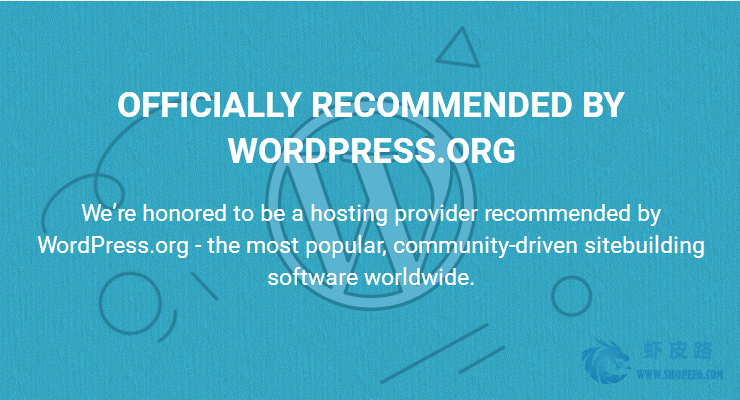 OFFICIALLY RECOMMENDED BY
WORDPRESS.ORG
We’re honored to be a hosting provider recommended by
WordPress.org - the most popular, community-driven sitebuilding
software worldwide.
虾皮路
WWW.SHOPEE6.COM